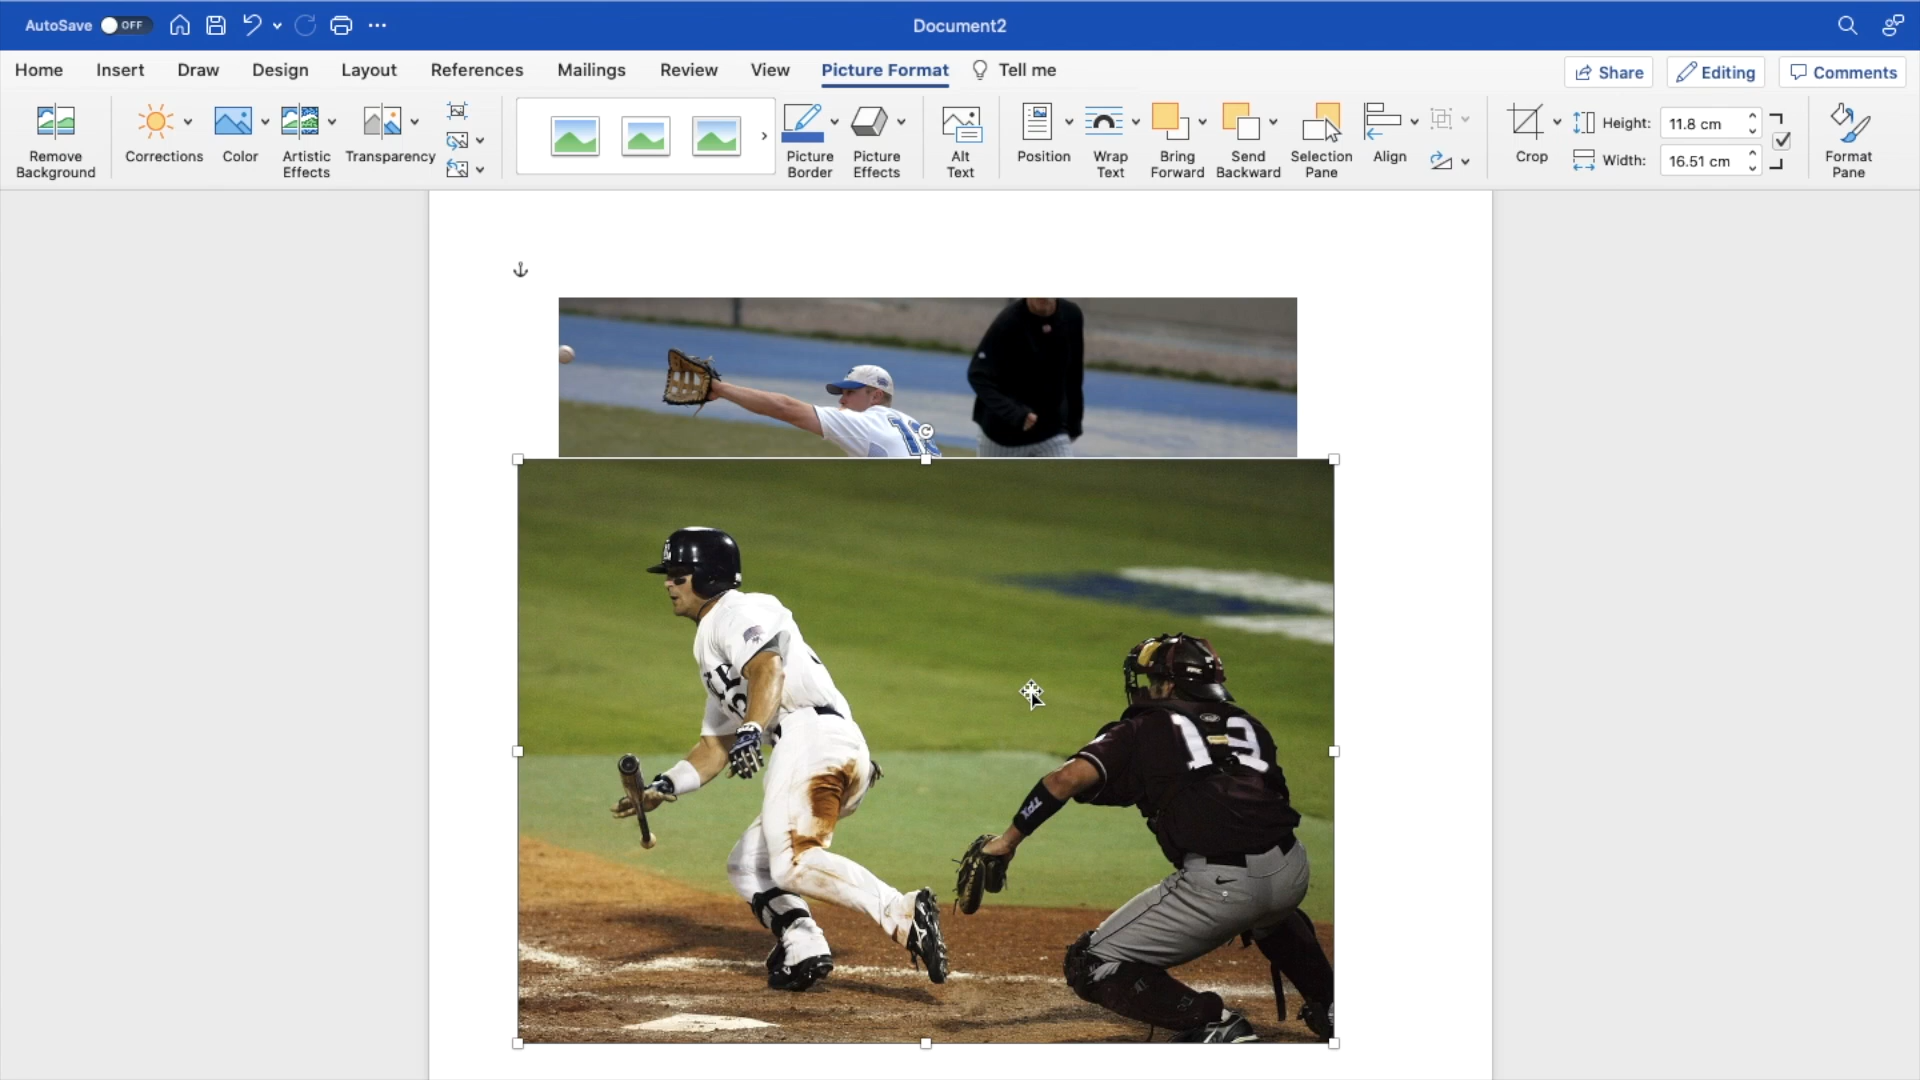 AutoSave OFF Document2
Home Insert Draw Design Layout References Mailings Review View Picture Format Tell me Share Editing Comments
Remove Background
Corrections
Color
Artistic Effects
Transparency
Picture Border
Picture Effects
Alt Text
Position
Wrap Text
Bring Forward
Send Backward
Selection Pane
Align
Crop
Height: 11.8 cm
Width: 16.51 cm
Format Pane
13
TPX